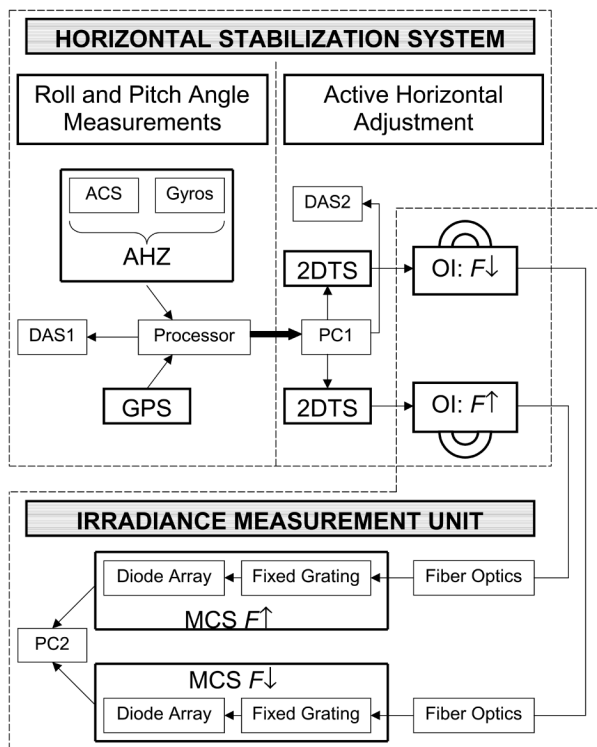 HORIZONTAL STABILIZATION SYSTEM
Roll and Pitch Angle
Measurements
Active Horizontal
Adjustment
ACS
Gyros
AHZ
DAS2
2DTS
OI: F↓
DAS1
Processor
PC1
GPS
2DTS
OI: F↑
IRRADIANCE MEASUREMENT UNIT
Diode Array
Fixed Grating
Fiber Optics
MCS F↑
PC2
MCS F↓
Diode Array
Fixed Grating
Fiber Optics